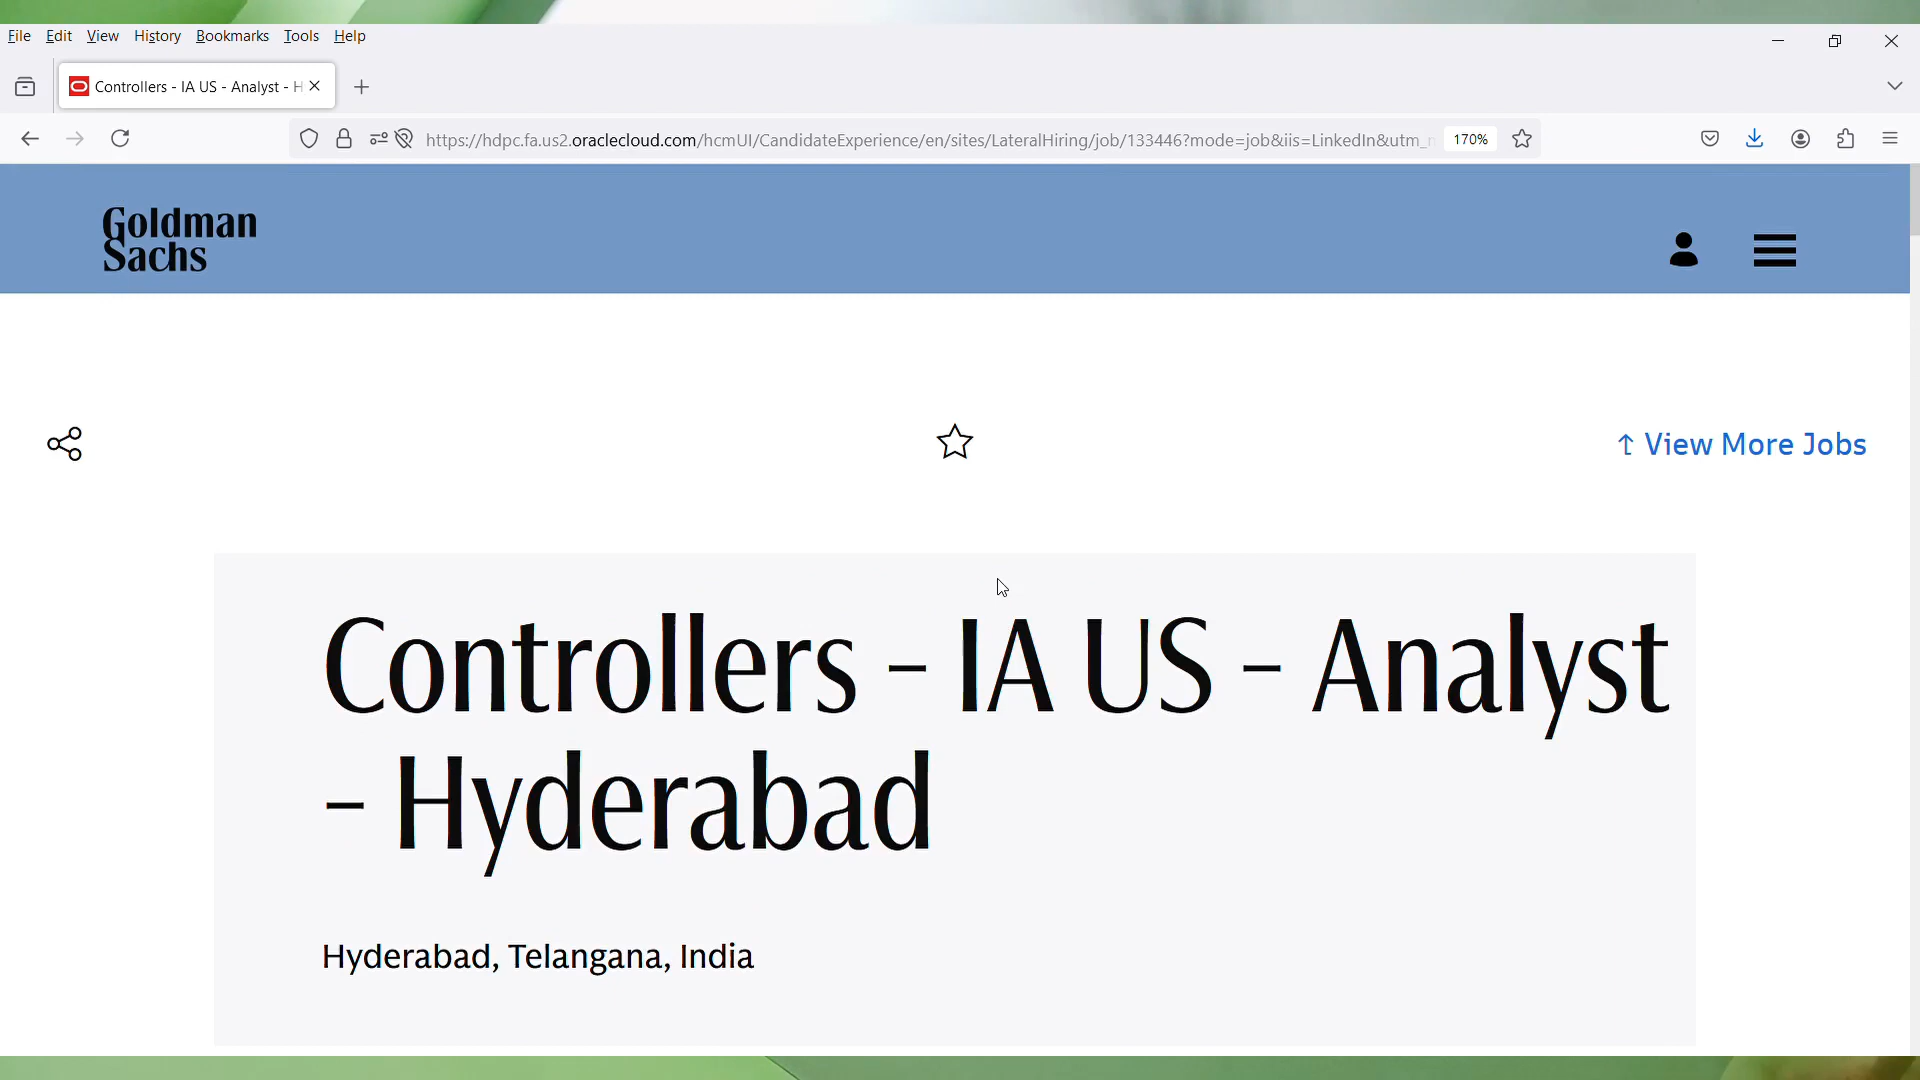 File Edit View History Bookmarks Tools Help
Controllers - IA US - Analyst - H
https://hdpc.fa.us2.oraclecloud.com/hcmUI/CandidateExperience/en/sites/LateralHiring/job/133446?mode=job&iis=LinkedIn&utm_
170%
Goldman
Sachs
↑ View More Jobs
Controllers - IA US - Analyst
- Hyderabad
Hyderabad, Telangana, India